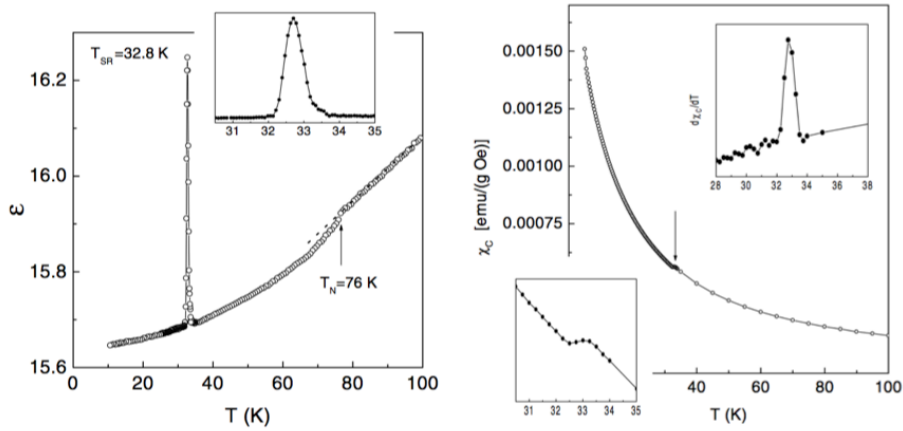 T_SR=32.8 K
16.2
16.0
15.8
15.6
ε
0 20 40 60 80 100
T (K)
T_N=76 K
31 32 33 34 35
0.00150
0.00125
0.00100
0.00075
χ_C [emu/(g Oe)]
40 60 80 100
T (K)
dχ_C/dT
28 30 32 34 36 38
31 32 33 34 35